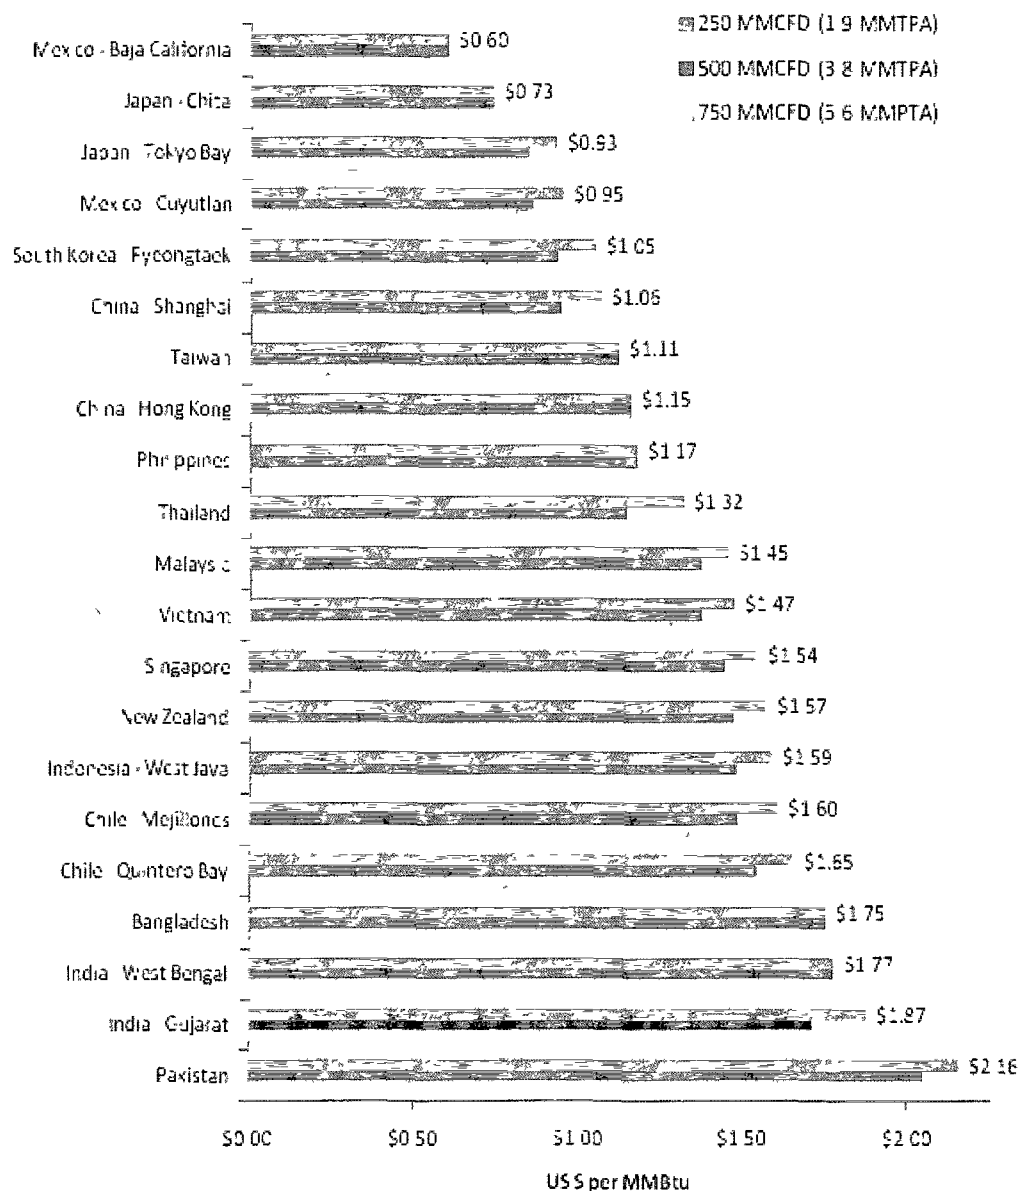 250 MMCFD (1 9 MMTPA)
500 MMCFD (3 8 MMTPA)
750 MMCFD (5 6 MMPTA)
Mexico - Baja California $0 60
Japan - Chita $0 73
Japan Tokyo Bay $0.93
Mexico Cuyutlan $0 95
South Korea Pyeongtaek $1 05
China Shanghai $1.06
Taiwan $1.11
China Hong Kong $1.15
Philippines $1 17
Thailand $1 32
Malaysia $1 45
Vietnam $1 47
Singapore $1 54
New Zealand $1 57
Indonesia - West Java $1 59
Chile Mejillones $1 60
Chile Quintero Bay $1.65
Bangladesh $1 75
India West Bengal $1 77
India Gujarat $1.87
Pakistan $2 16
$0 00 $0 50 $1 00 $1 50 $2 00
US $ per MMBtu